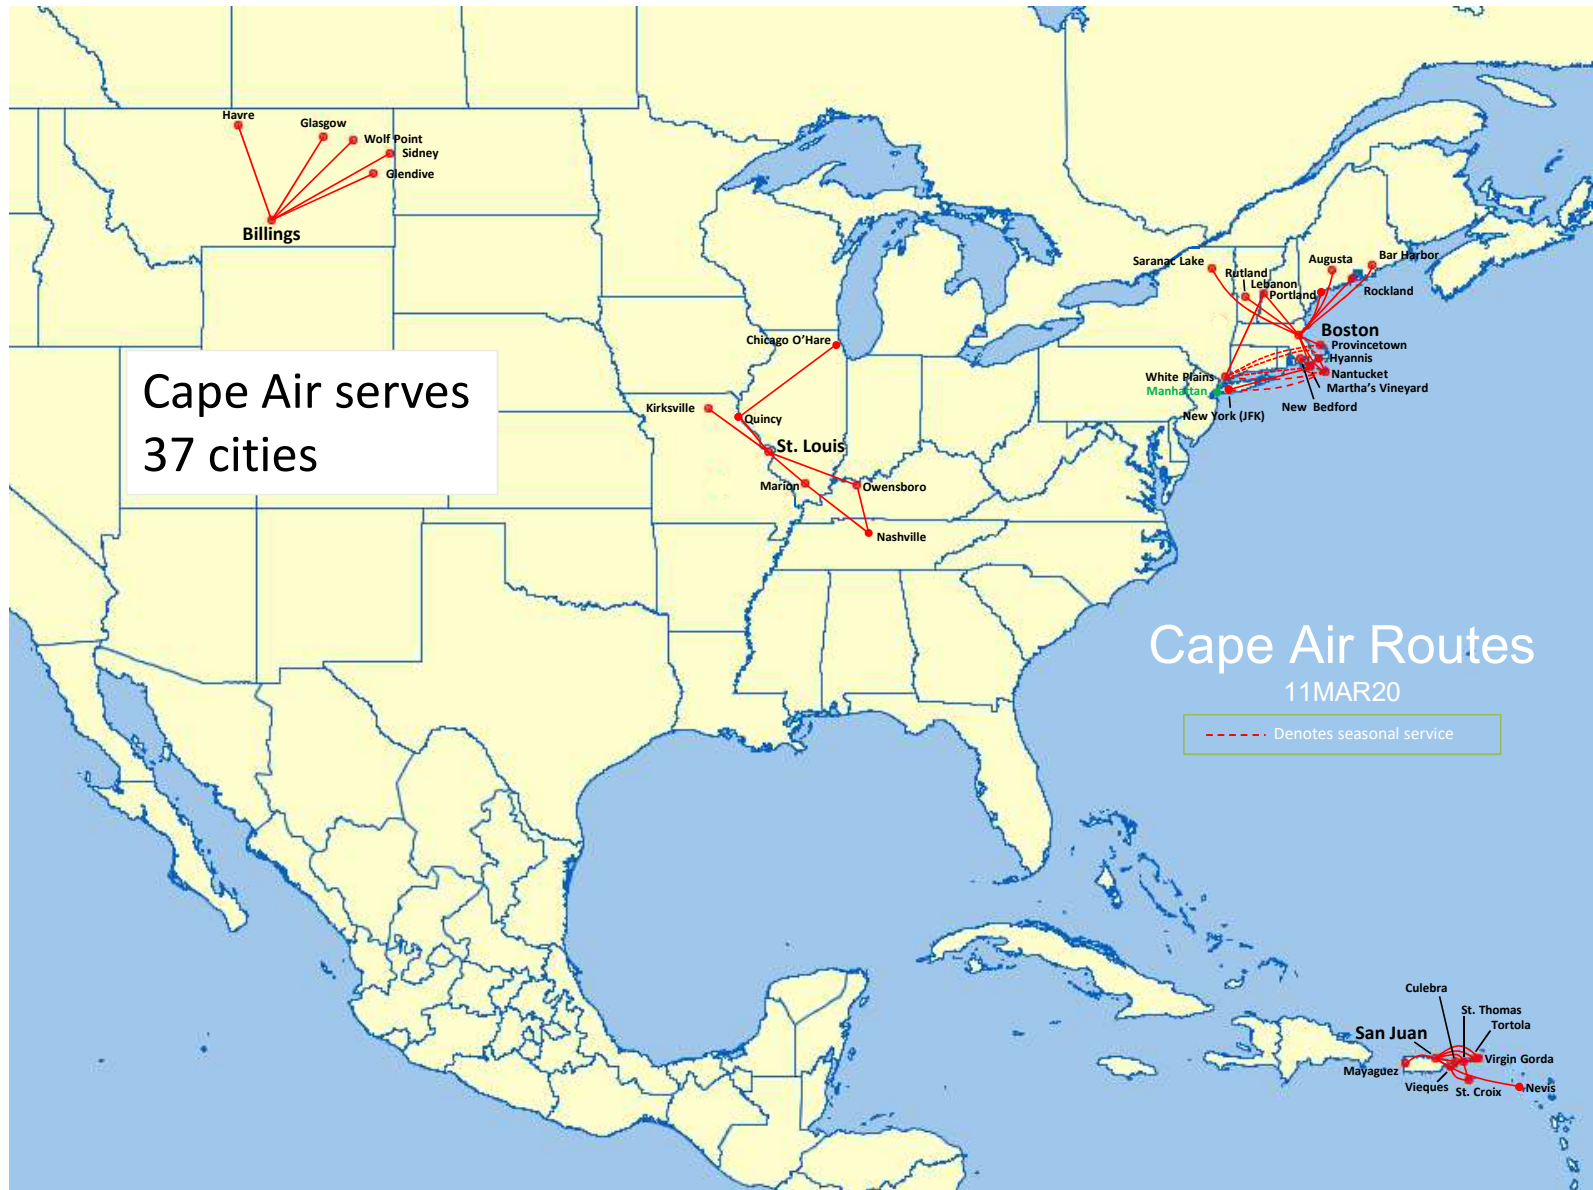 Havre
Glasgow
Wolf Point
Sidney
Glendive
Billings
Cape Air serves
37 cities
Chicago O’Hare
Kirksville
Quincy
St. Louis
Marion
Owensboro
Nashville
Saranac Lake
Rutland
Lebanon
Portland
Augusta
Bar Harbor
Rockland
Boston
Provincetown
Hyannis
Nantucket
Martha’s Vineyard
New Bedford
White Plains
Manhattan
New York (JFK)
Cape Air Routes
11MAR20
Denotes seasonal service
Culebra
St. Thomas
Tortola
San Juan
Virgin Gorda
Mayaguez
Vieques
St. Croix
Nevis